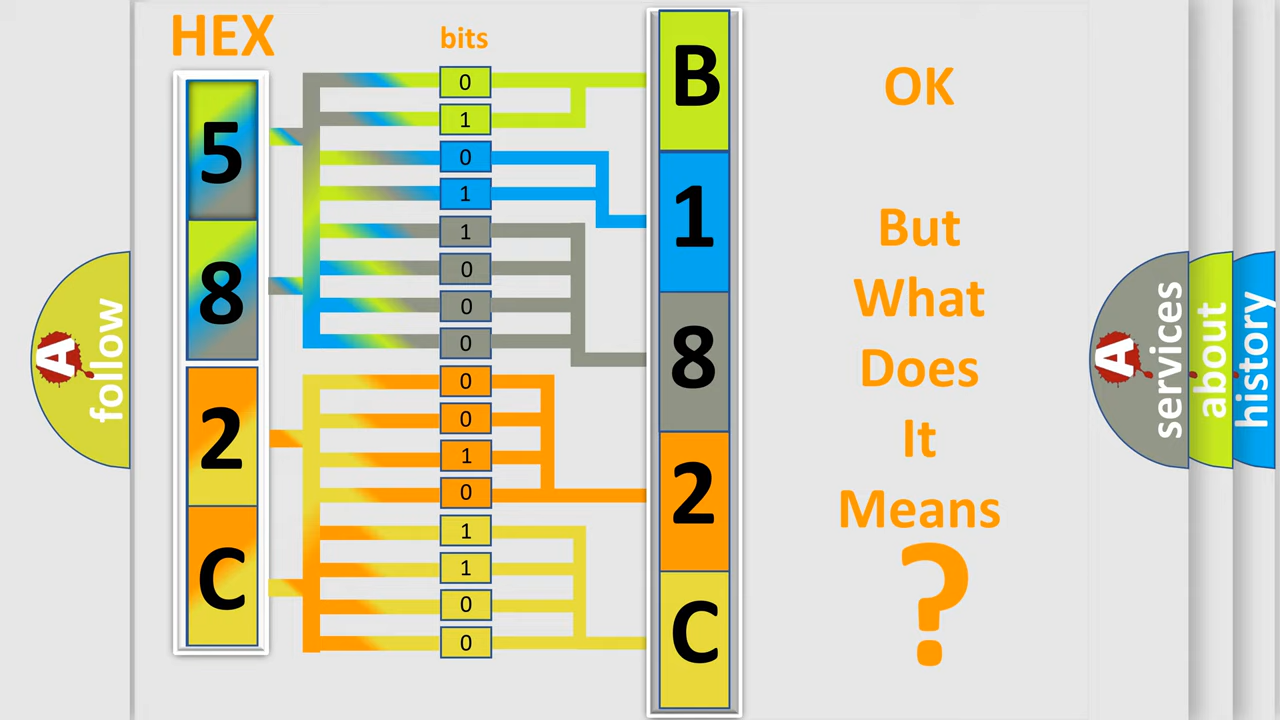 HEX
bits
5
8
2
C
0
1
0
1
1
0
0
0
0
0
1
0
1
1
0
0
B
1
8
2
C
OK
But
What
Does
It
Means
?
A
follow
A
services
about
history